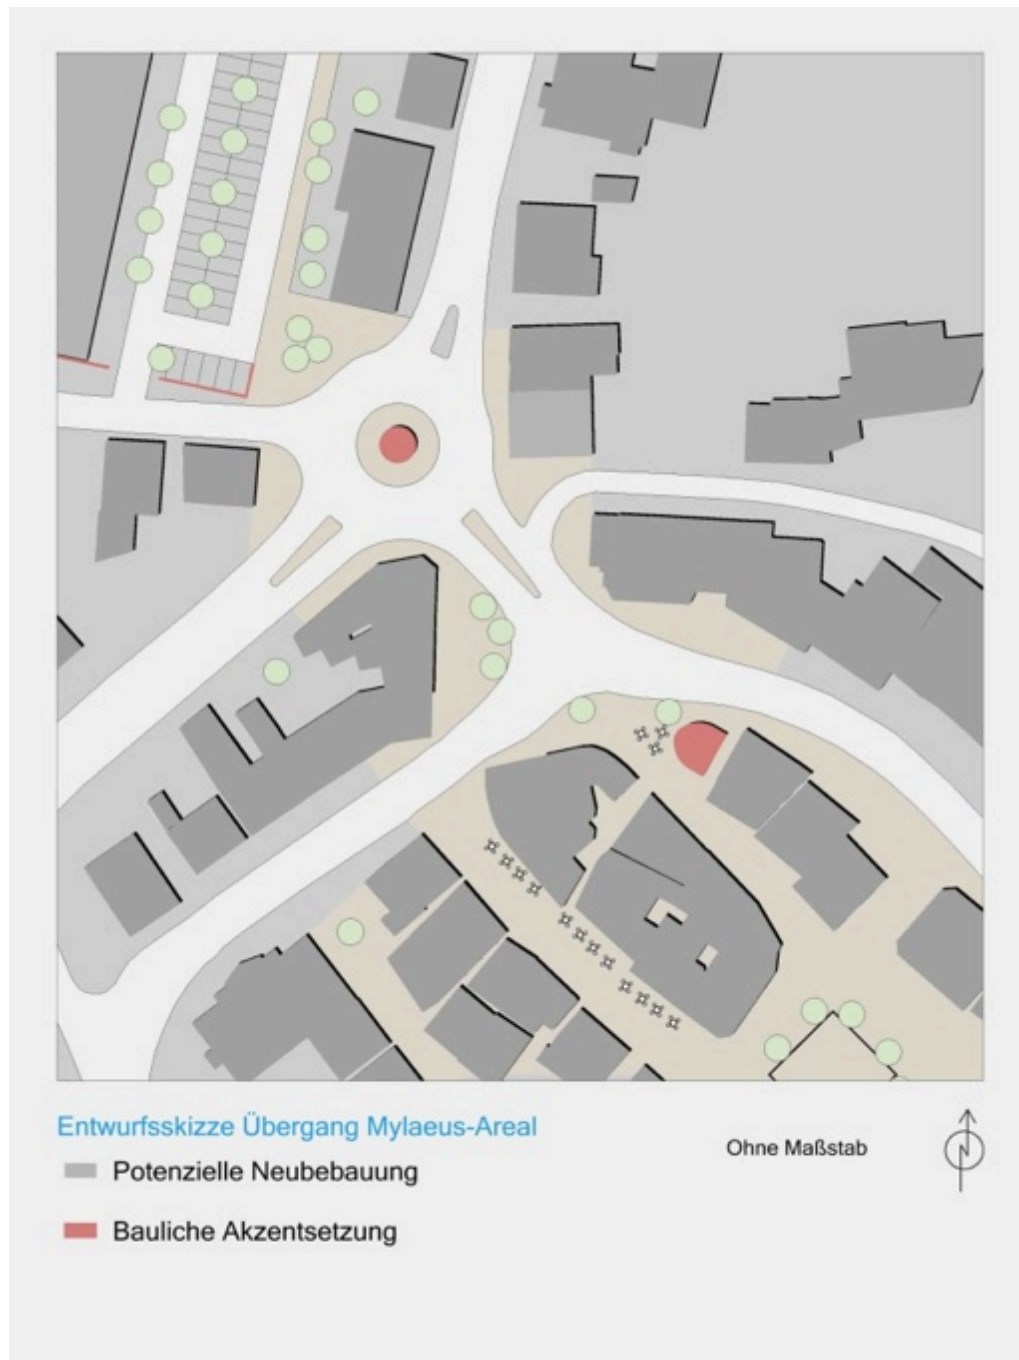 Entwurfsskizze Übergang Mylaeus-Areal
Ohne Maßstab
Potenzielle Neubebauung
Bauliche Akzentsetzung